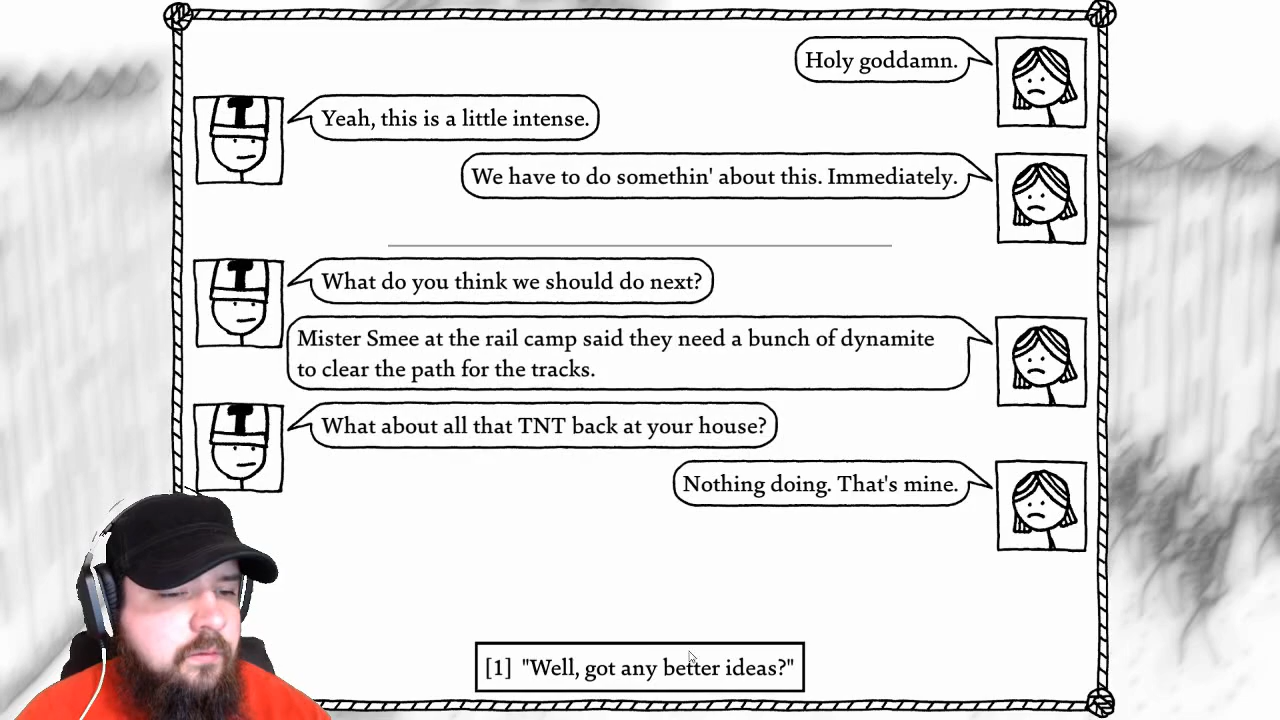 Holy goddamn.
Yeah, this is a little intense.
We have to do somethin' about this. Immediately.
What do you think we should do next?
Mister Smee at the rail camp said they need a bunch of dynamite
to clear the path for the tracks.
What about all that TNT back at your house?
Nothing doing. That's mine.
[1] "Well, got any better ideas?"